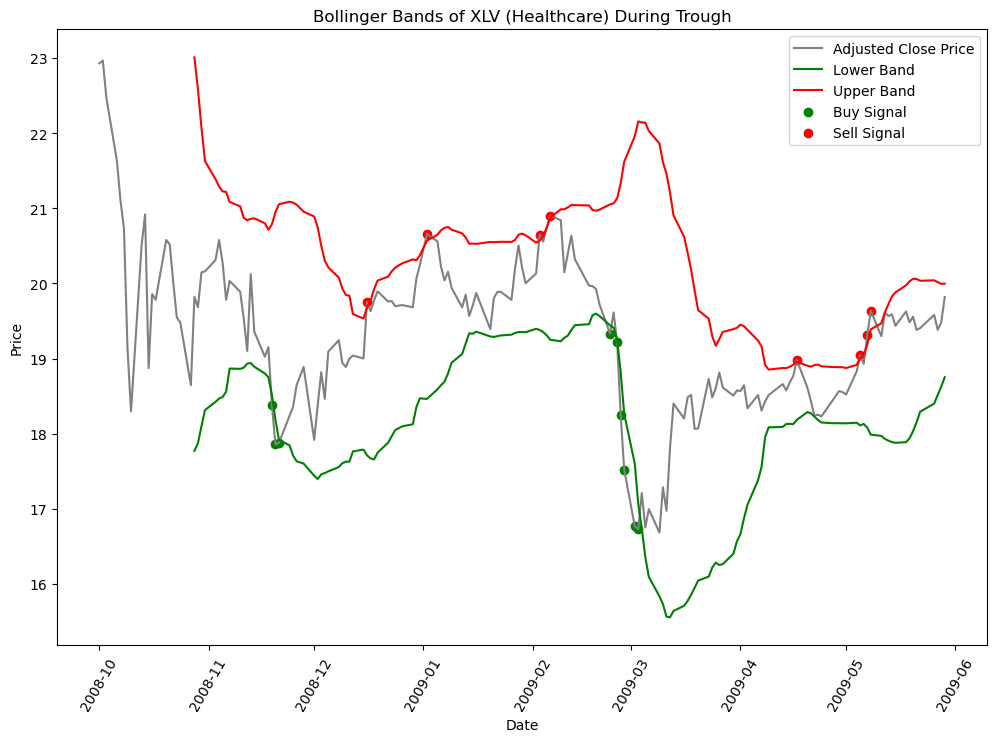 Bollinger Bands of XLV (Healthcare) During Trough
Adjusted Close Price
Lower Band
Upper Band
Buy Signal
Sell Signal
Price
23
22
21
20
19
18
17
16
2008-10
2008-11
2008-12
2009-01
2009-02
2009-03
2009-04
2009-05
2009-06
Date